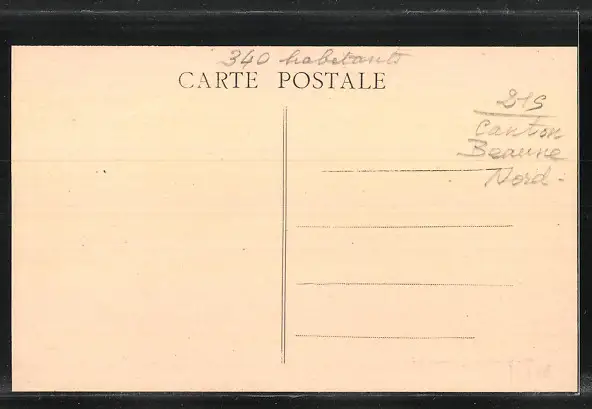 340 habitants
CARTE POSTALE
215
Canton
Beaune
Nord -